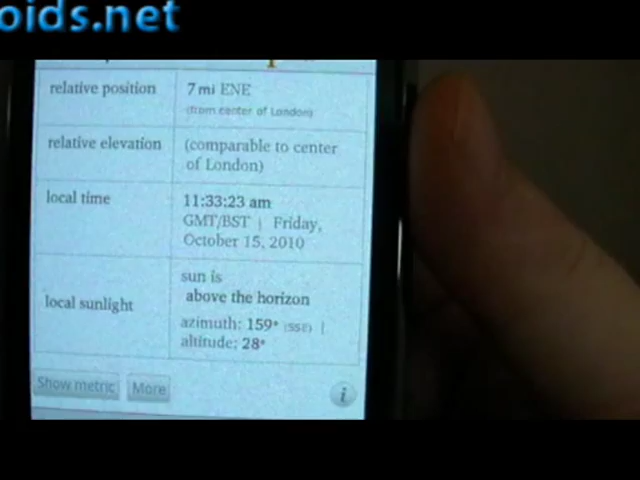 oids.net
relative position
7 mi ENE
(from center of London)
relative elevation
(comparable to center
of London)
local time
11:33:23 am
GMT/BST | Friday,
October 15, 2010
local sunlight
sun is
above the horizon
azimuth: 159° (SSE) |
altitude: 28°
Show metric
More
i